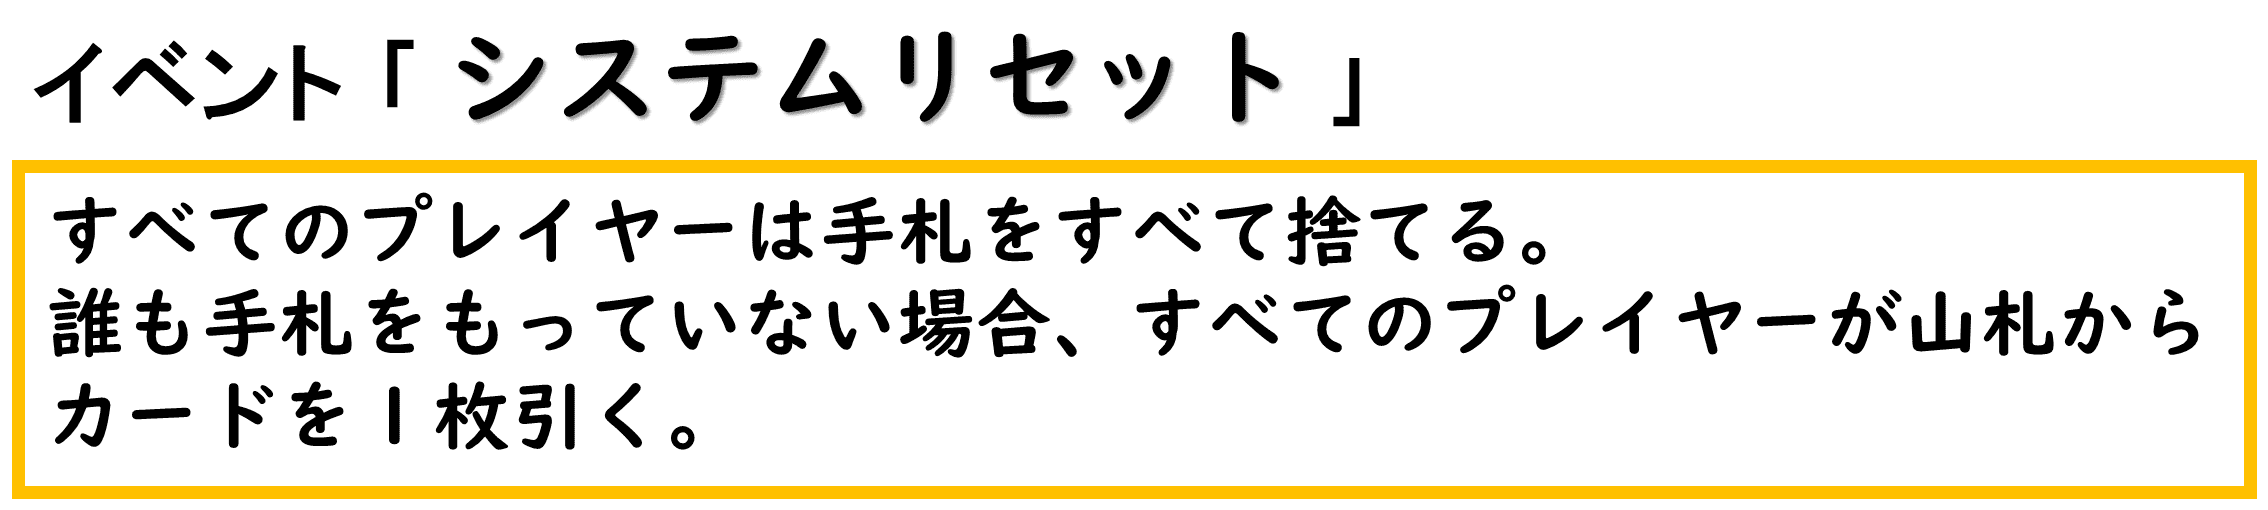 イベント「 システムリセット 」
すべてのプレイヤーは手札をすべて捨てる。
誰も手札をもっていない場合、すべてのプレイヤーが山札から
カードを１枚引く。